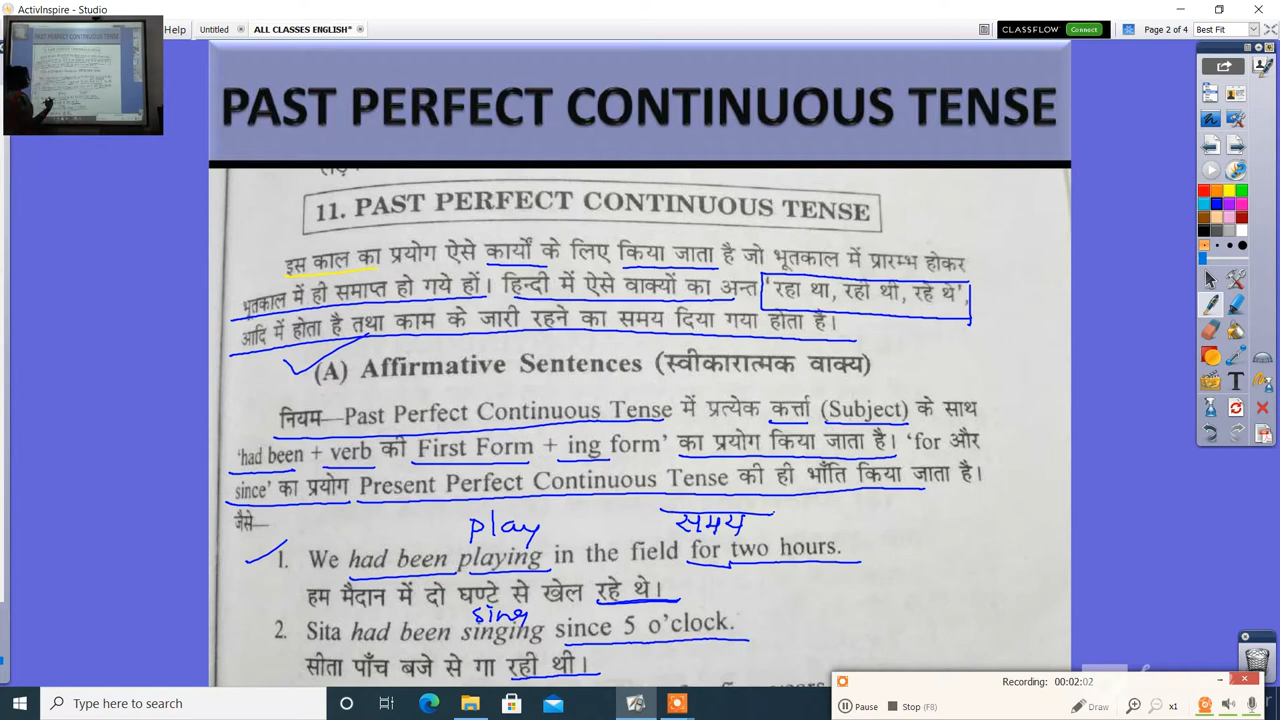 ActivInspire - Studio
Help
Untitled
ALL CLASSES ENGLISH*
CLASSFLOW
Connect
Page 2 of 4
Best Fit
PAST PERFECT CONTINUOUS TENSE
11. PAST PERFECT CONTINUOUS TENSE
इस काल का प्रयोग ऐसे कार्यों के लिए किया जाता है जो भूतकाल में प्रारम्भ होकर
भूतकाल में ही समाप्त हो गये हों। हिन्दी में ऐसे वाक्यों का अन्त 'रहा था, रही थी, रहे थे',
आदि में होता है तथा काम के जारी रहने का समय दिया गया होता है।
(A) Affirmative Sentences (स्वीकारात्मक वाक्य)
नियम—Past Perfect Continuous Tense में प्रत्येक कर्त्ता (Subject) के साथ
'had been + verb की First Form + ing form' का प्रयोग किया जाता है। 'for और
since' का प्रयोग Present Perfect Continuous Tense की ही भाँति किया जाता है।
जैसे—
play समय
1. We had been playing in the field for two hours.
हम मैदान में दो घण्टे से खेल रहे थे।
sing
2. Sita had been singing since 5 o'clock.
सीता पाँच बजे से गा रही थी।
Recording: 00:02:02
Pause
Stop (F8)
Draw
x1
Type here to search